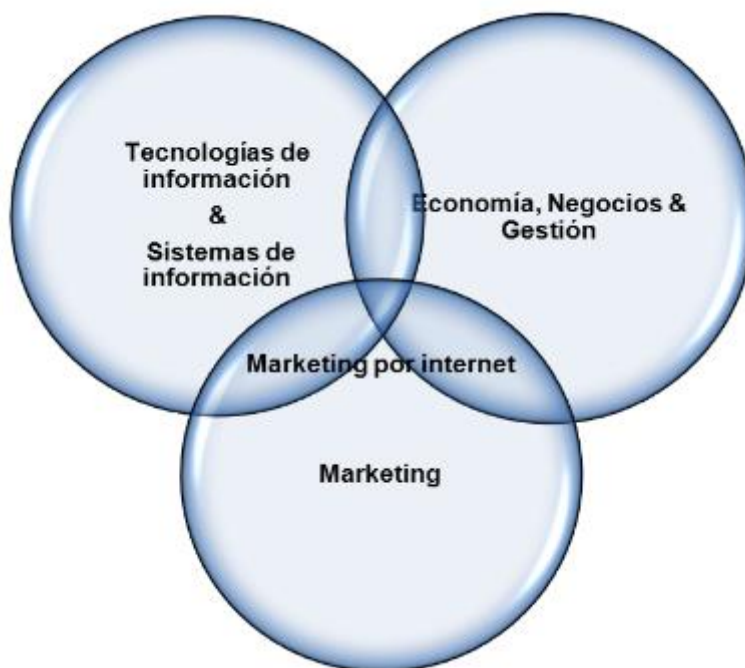 Tecnologías de
información
&
Sistemas de
información
Economía, Negocios &
Gestión
Marketing por internet
Marketing